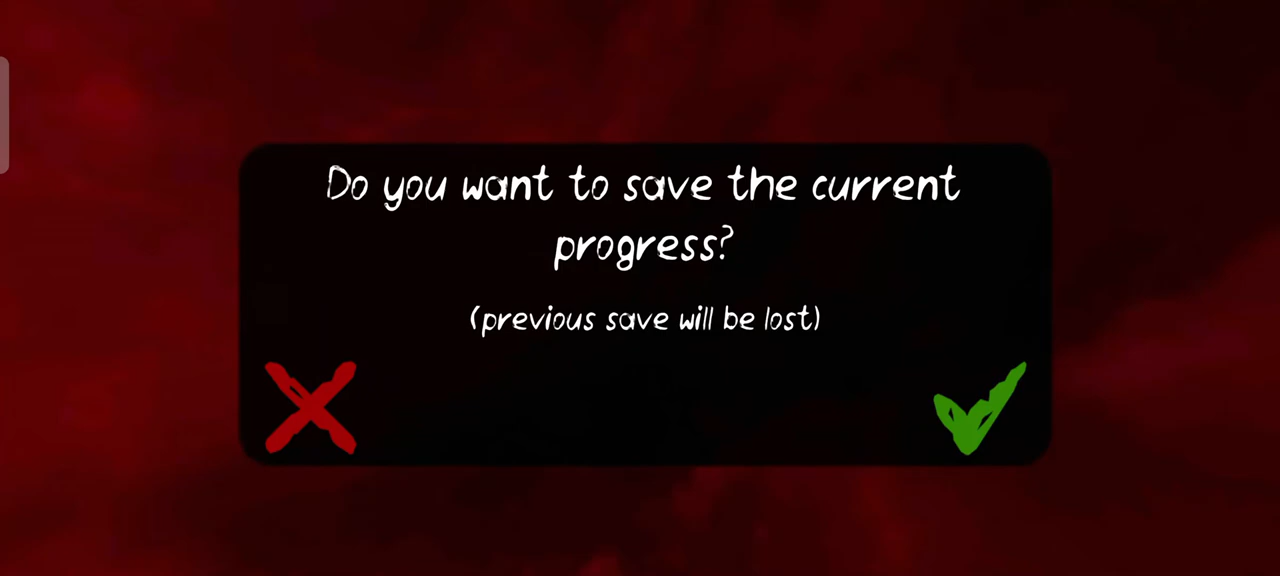 Do you want to save the current
progress?
(previous save will be lost)